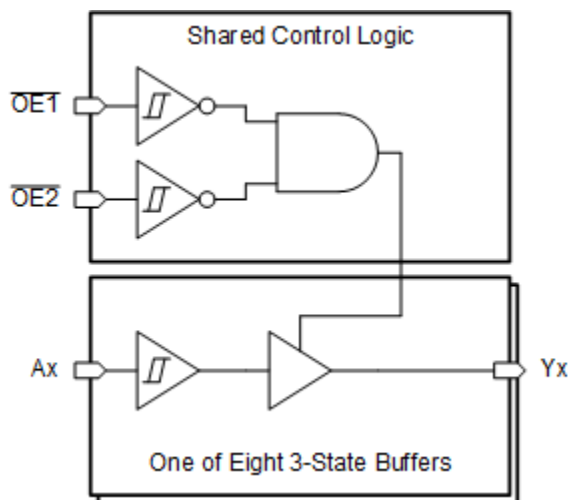 Shared Control Logic
OE1
OE2
Ax
Yx
One of Eight 3-State Buffers